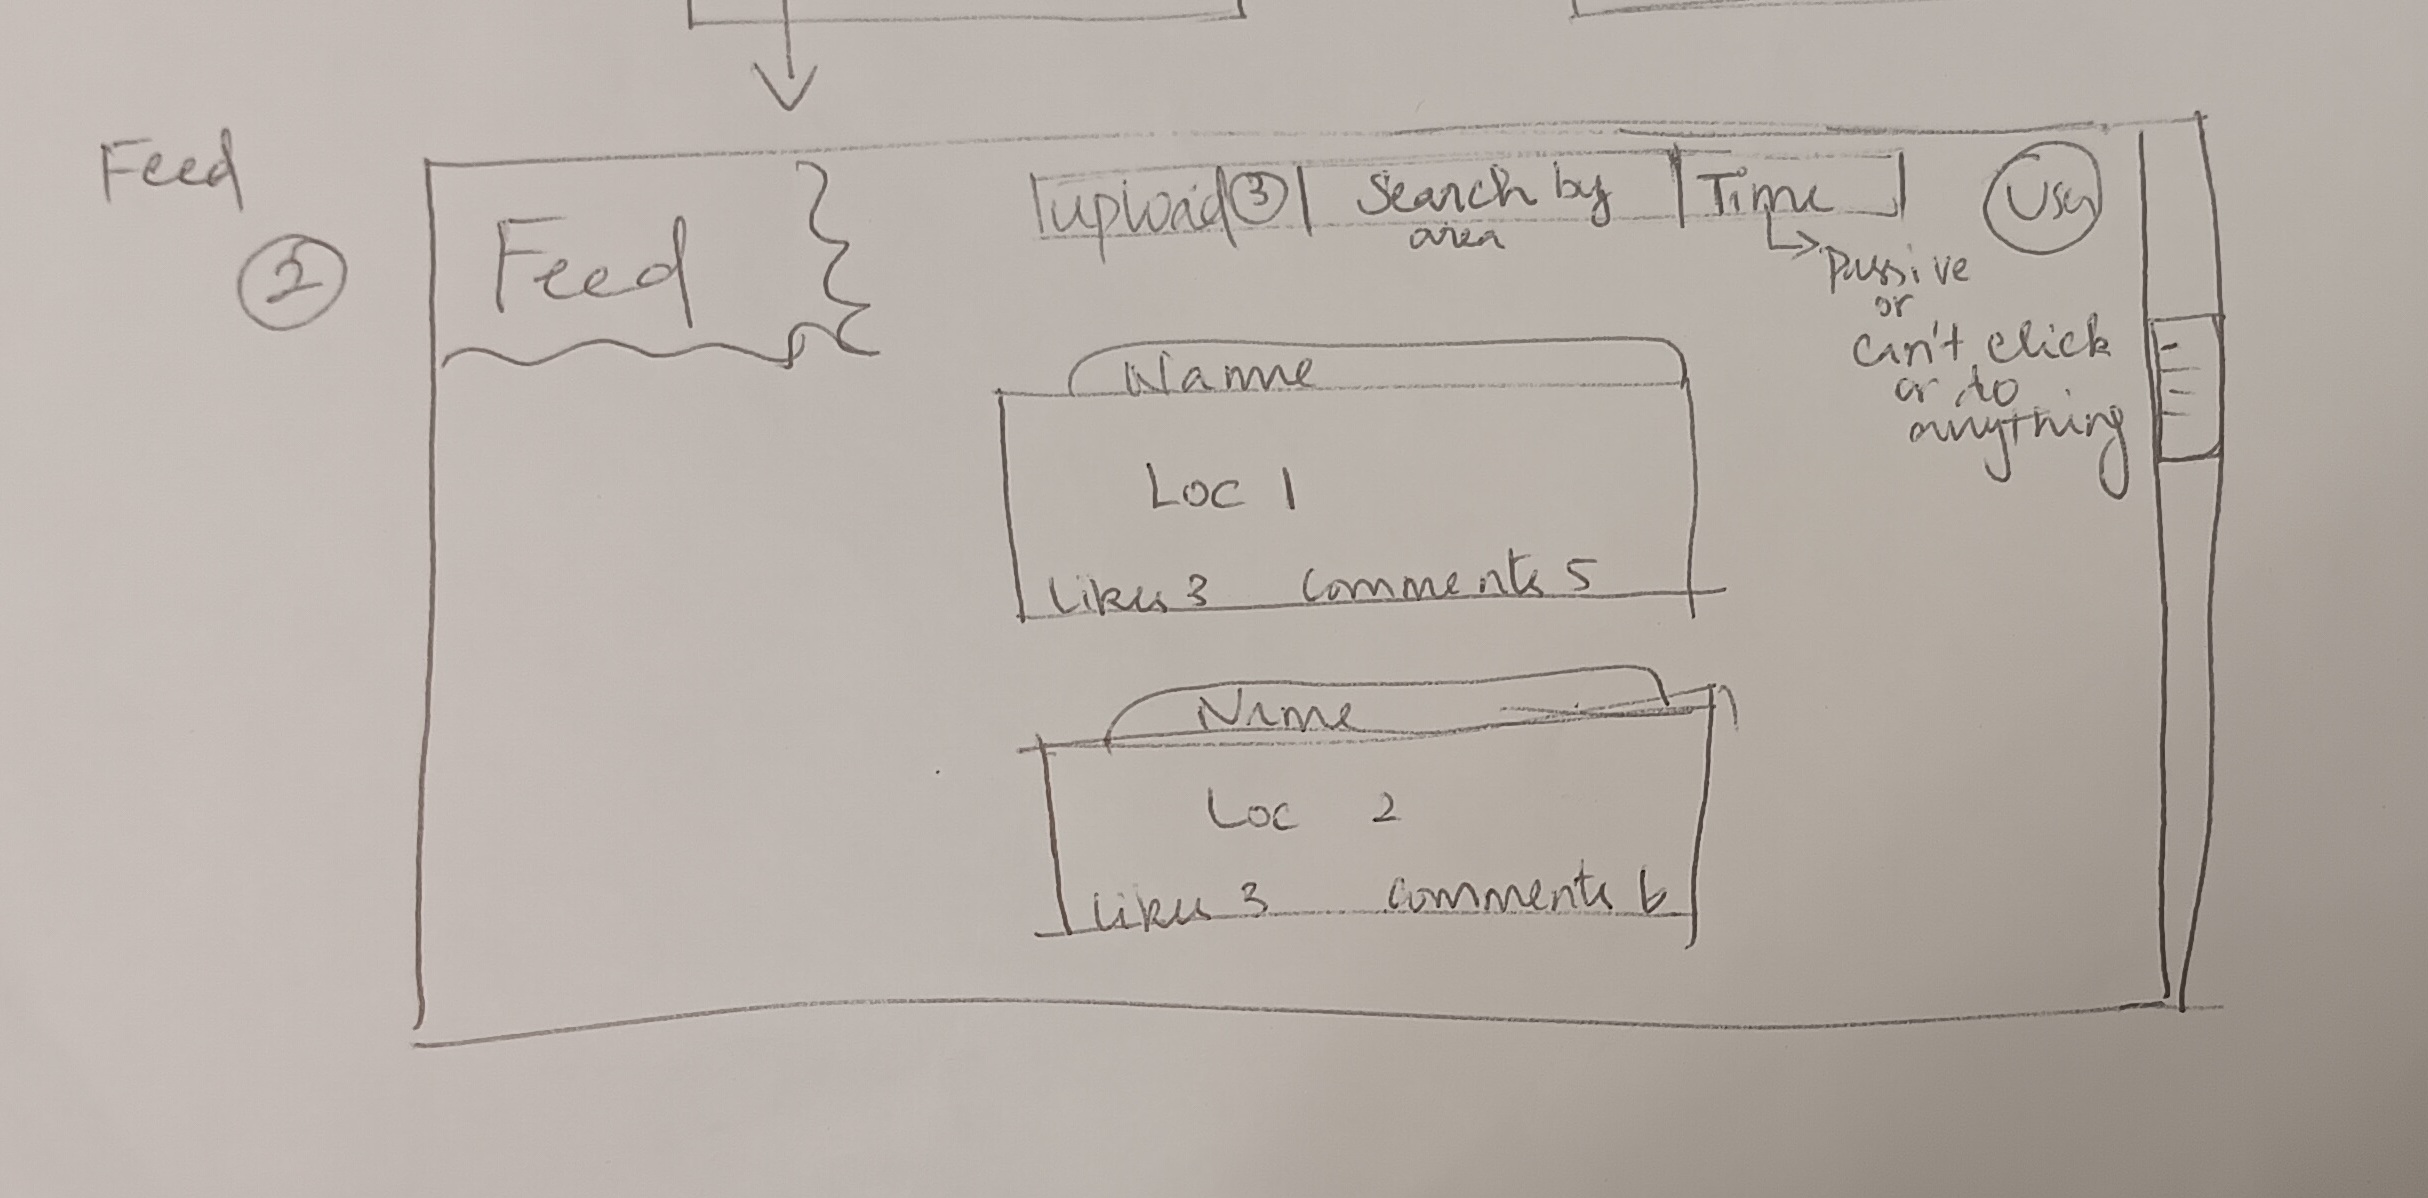 Feed
2
Feed
upload 3 Search by area Time User
passive
or
can't click
or to
anything
Name
Loc 1
Likes 3 comments 5
Name
Loc 2
Likes 3 comments 6